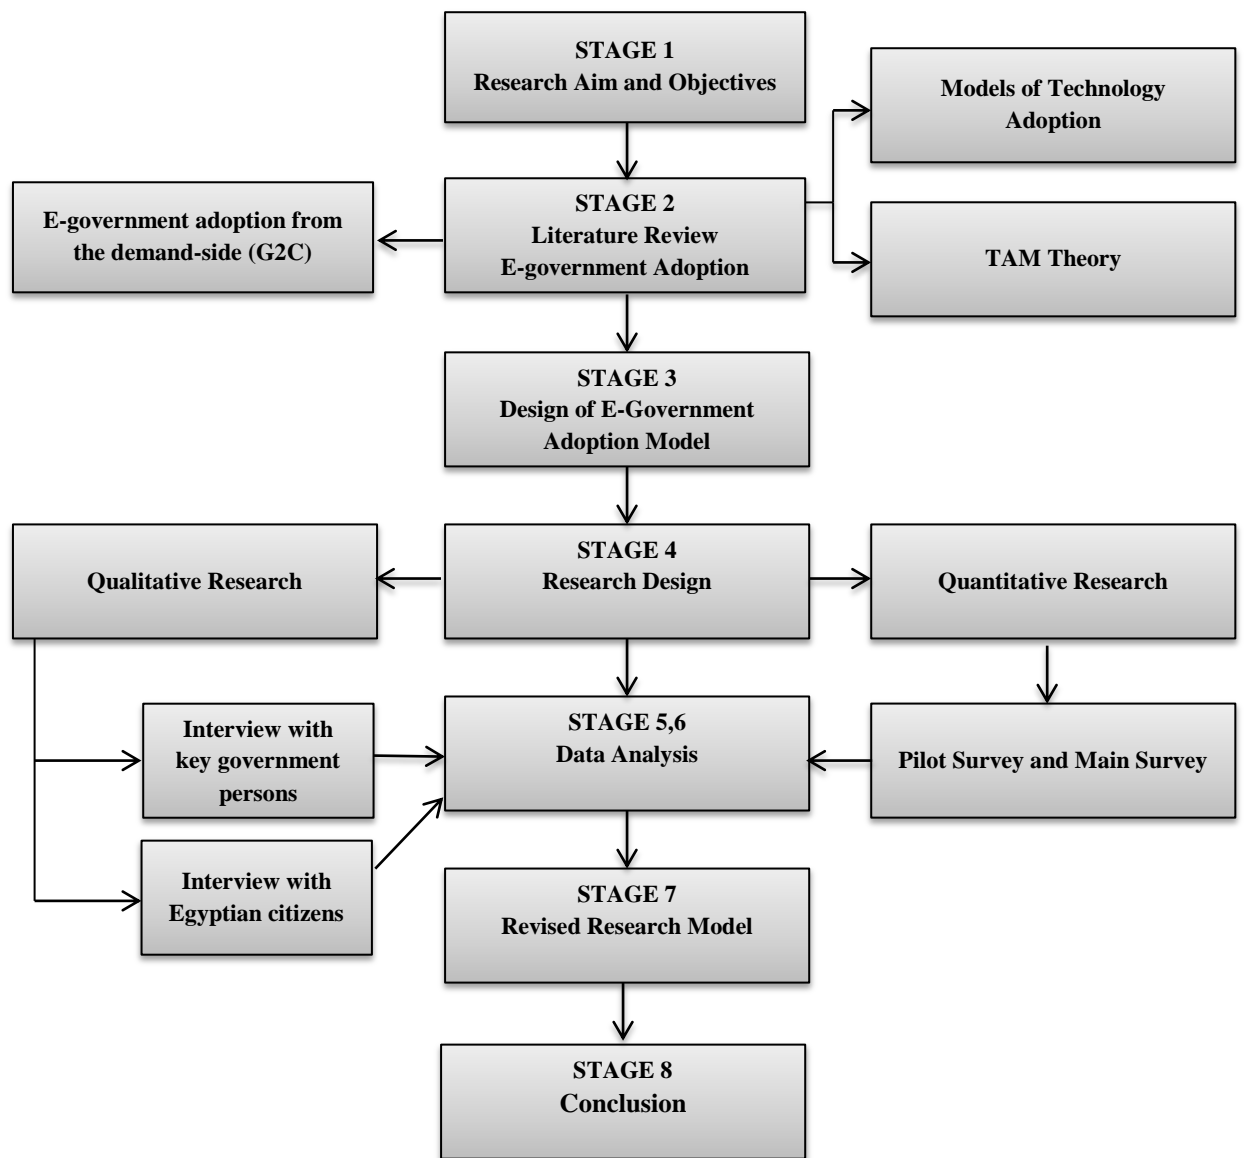 STAGE 1
Research Aim and Objectives
Models of Technology
Adoption
E-government adoption from
the demand-side (G2C)
STAGE 2
Literature Review
E-government Adoption
TAM Theory
STAGE 3
Design of E-Government
Adoption Model
Qualitative Research
STAGE 4
Research Design
Quantitative Research
Interview with
key government
persons
STAGE 5,6
Data Analysis
Pilot Survey and Main Survey
Interview with
Egyptian citizens
STAGE 7
Revised Research Model
STAGE 8
Conclusion